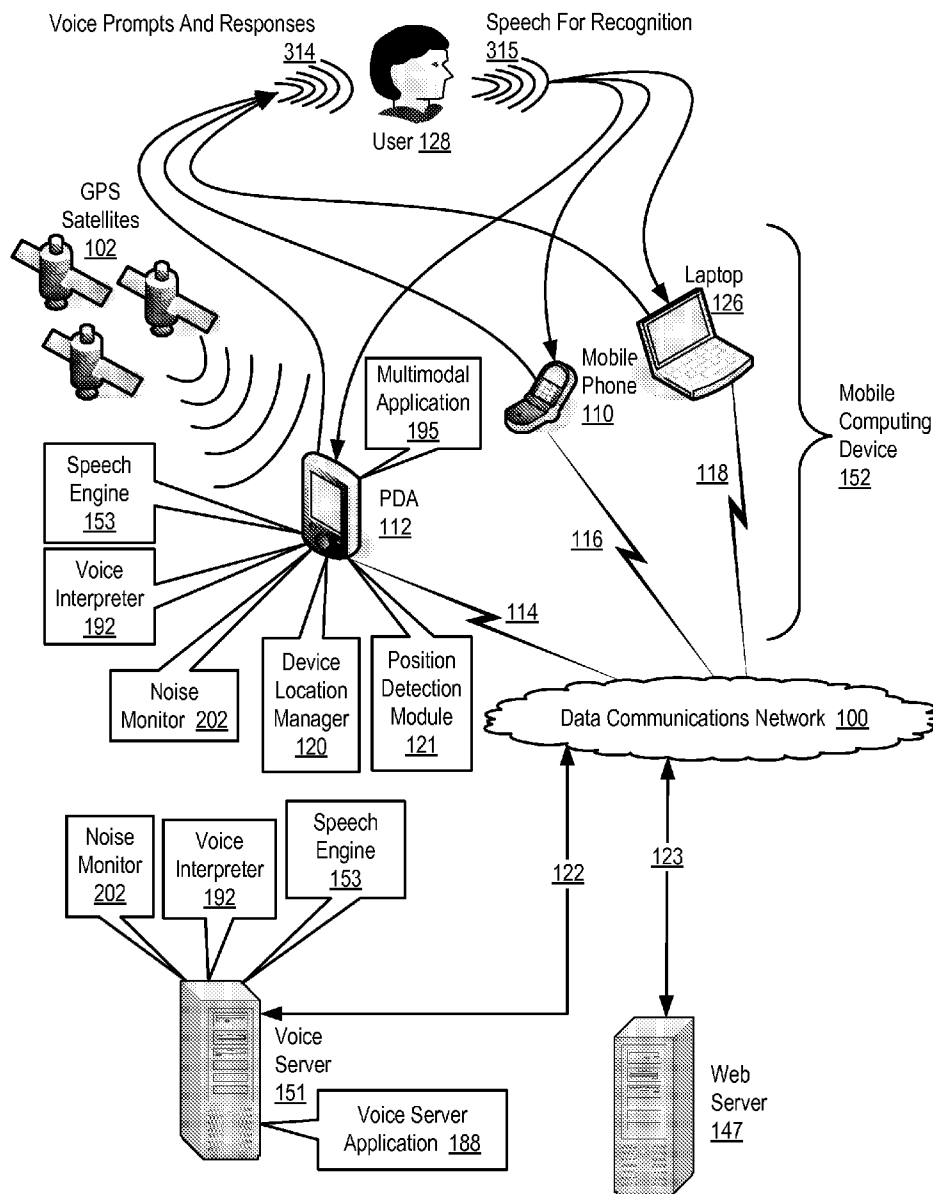 Voice Prompts And Responses
314
Speech For Recognition
315
User 128
GPS
Satellites
102
Laptop
126
Mobile
Phone
110
Mobile
Computing
Device
152
Multimodal
Application
195
Speech
Engine
153
PDA
112
118
116
Voice
Interpreter
192
114
Noise
Monitor 202
Device
Location
Manager
120
Position
Detection
Module
121
Data Communications Network 100
Noise
Monitor
202
Voice
Interpreter
192
Speech
Engine
153
122
123
Voice
Server
151
Voice Server
Application 188
Web
Server
147